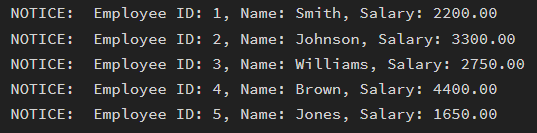 NOTICE:  Employee ID: 1, Name: Smith, Salary: 2200.00
NOTICE:  Employee ID: 2, Name: Johnson, Salary: 3300.00
NOTICE:  Employee ID: 3, Name: Williams, Salary: 2750.00
NOTICE:  Employee ID: 4, Name: Brown, Salary: 4400.00
NOTICE:  Employee ID: 5, Name: Jones, Salary: 1650.00